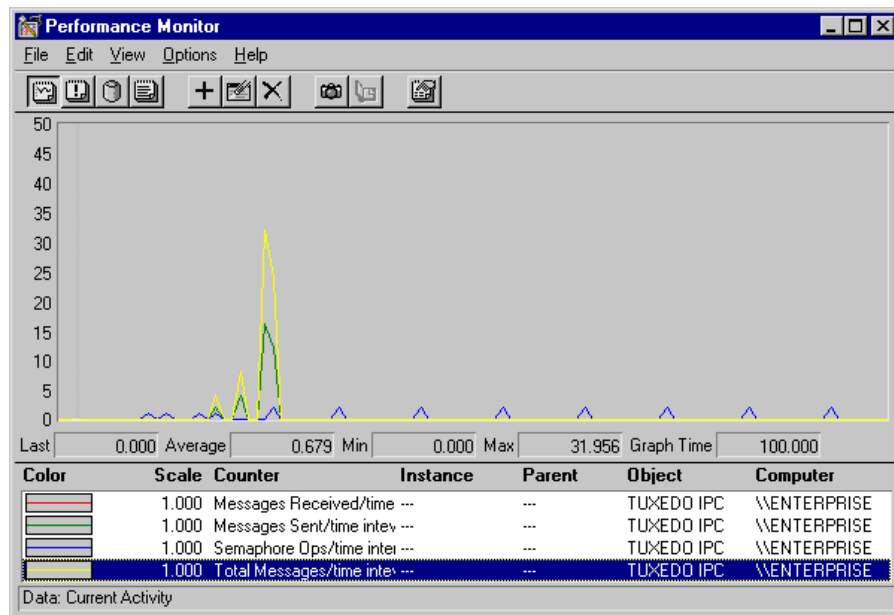 Performance Monitor
File Edit View Options Help
50
45
40
35
30
25
20
15
10
5
0
Last 0.000 Average 0.679 Min 0.000 Max 31.956 Graph Time 100.000
Color Scale Counter Instance Parent Object Computer
1.000 Messages Received/time --- --- TUXEDO IPC \\ENTERPRISE
1.000 Messages Sent/time intev --- --- TUXEDO IPC \\ENTERPRISE
1.000 Semaphore Ops/time inter --- --- TUXEDO IPC \\ENTERPRISE
1.000 Total Messages/time intev --- --- TUXEDO IPC \\ENTERPRISE
Data: Current Activity